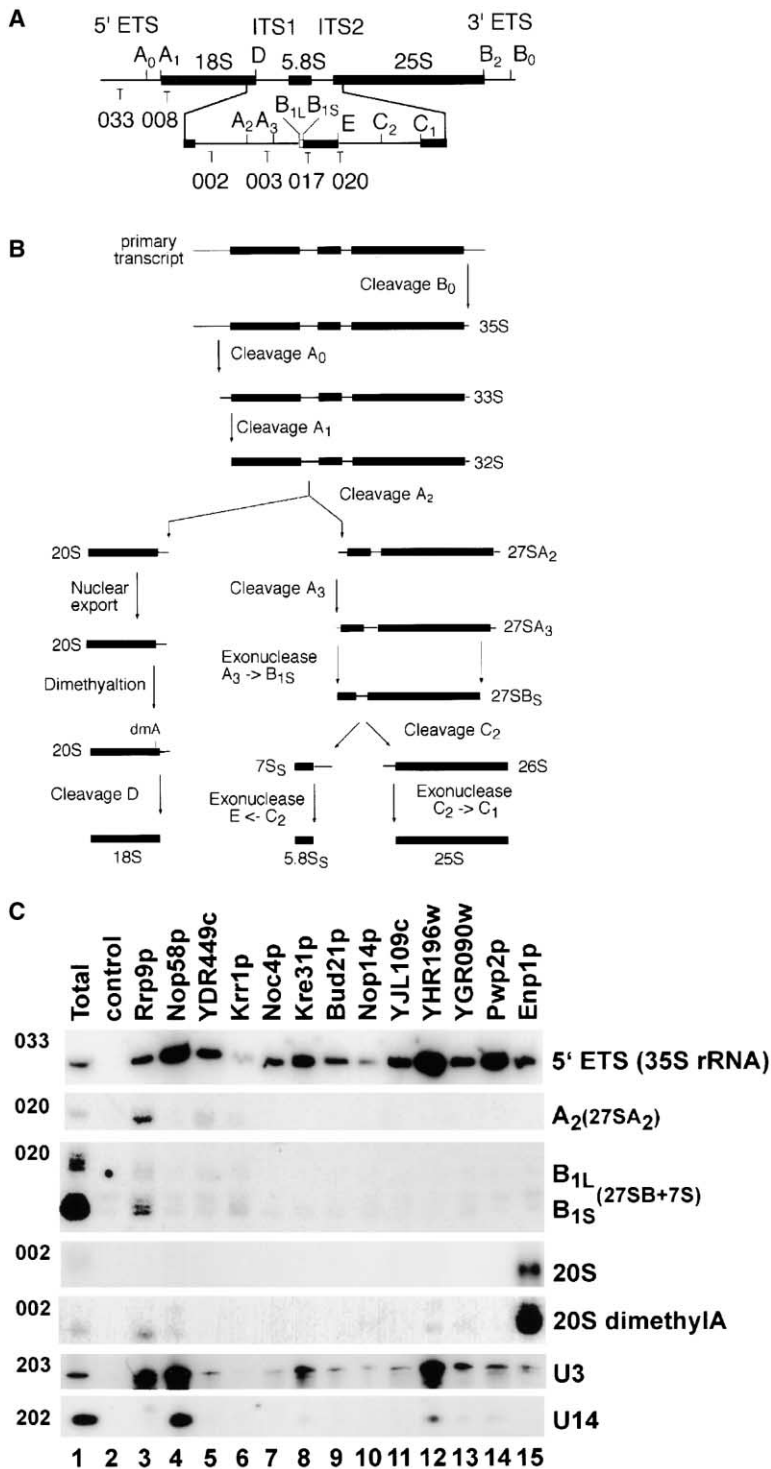 A
5' ETS ITS1 ITS2 3' ETS
A0 A1 18S D 5.8S 25S B2 B0
033 008 A2 A3 B1L B1S E C2 C1
002 003 017 020
B
primary transcript
Cleavage B0
35S
Cleavage A0
33S
Cleavage A1
32S
Cleavage A2
20S 27SA2
Nuclear export
Cleavage A3
20S 27SA3
Dimethyaltion
Exonuclease A3 -> B1S
27SBS
dmA
Cleavage C2
20S 7SS 26S
Cleavage D
Exonuclease E <- C2
Exonuclease C2 -> C1
18S 5.8SS 25S
C
Total control Rrp9p Nop58p YDR449c Krr1p Noc4p Kre31p Bud21p Nop14p YJL109c YHR196w YGR090w Pwp2p Enp1p
033 5' ETS (35S rRNA)
020 A2(27SA2)
020 B1L
B1S (27SB+7S)
002 20S
002 20S dimethylA
203 U3
202 U14
1 2 3 4 5 6 7 8 9 10 11 12 13 14 15